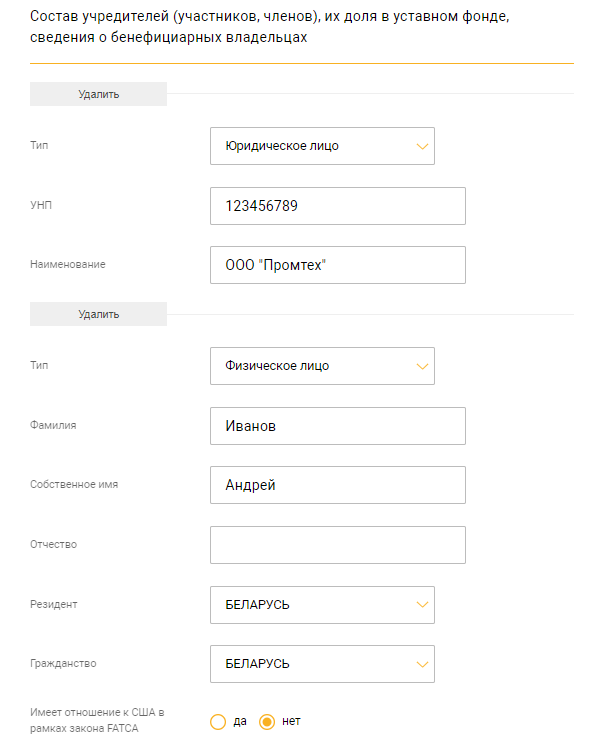 Состав учредителей (участников, членов), их доля в уставном фонде,
сведения о бенефициарных владельцах
Удалить
Тип
Юридическое лицо
УНП
123456789
Наименование
ООО "Промтех"
Удалить
Тип
Физическое лицо
Фамилия
Иванов
Собственное имя
Андрей
Отчество
Резидент
БЕЛАРУСЬ
Гражданство
БЕЛАРУСЬ
Имеет отношение к США в
рамках закона FATCA
да нет